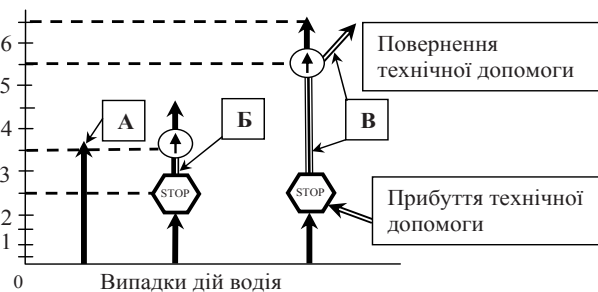 6
5
4
3
2
1
0
А
Б
В
STOP
STOP
Повернення
технічної допомоги
Прибуття технічної
допомоги
Випадки дій водія